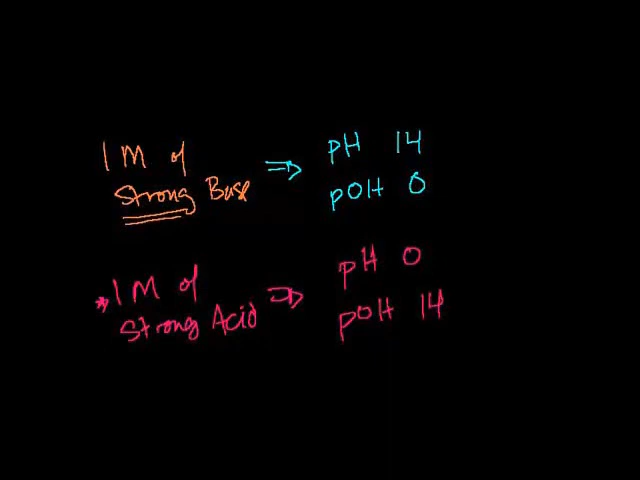 1 M of
Strong Base ⇒ pH 14
pOH 0
*1 M of
Strong Acid ⇒ pH 0
pOH 14